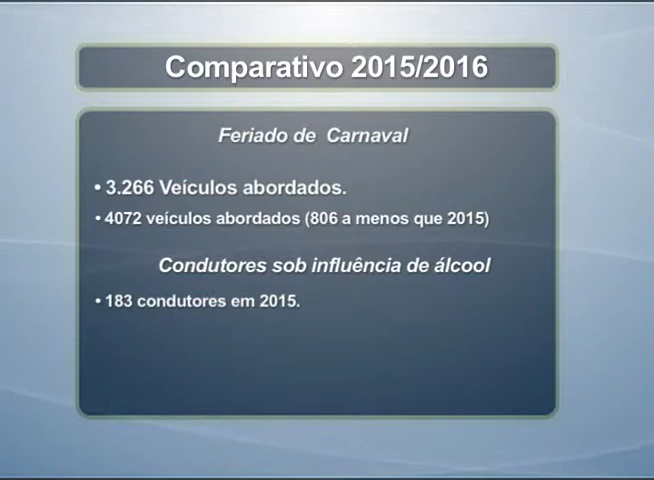 Comparativo 2015/2016
Feriado de Carnaval
• 3.266 Veículos abordados.
• 4072 veículos abordados (806 a menos que 2015)
Condutores sob influência de álcool
• 183 condutores em 2015.